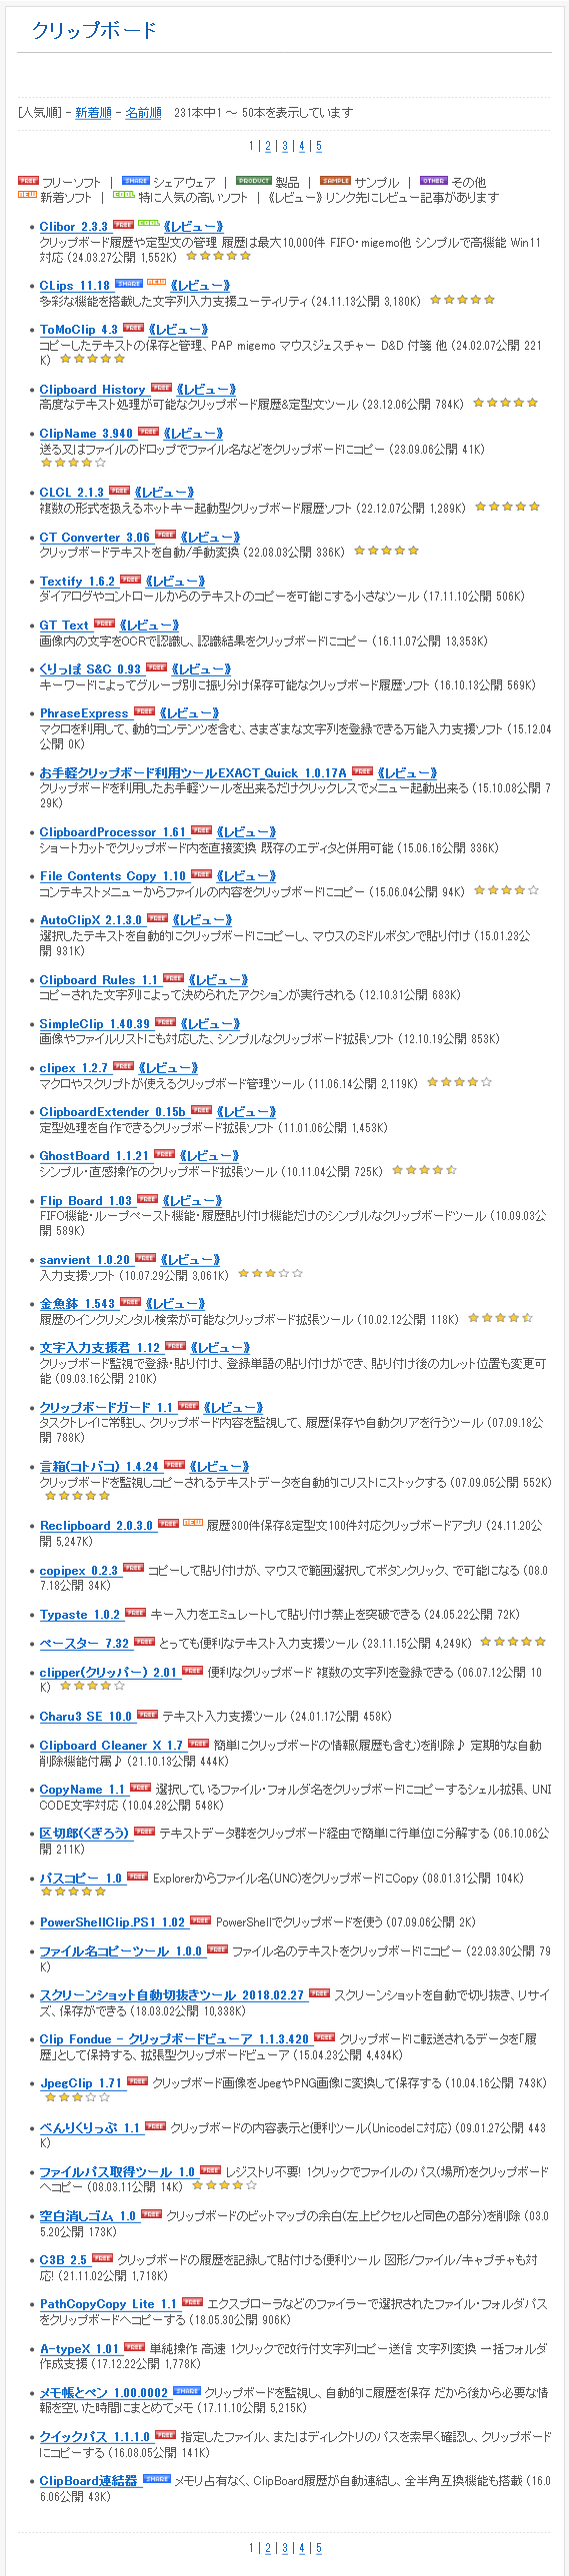 クリップボード
[人気順] - 新着順 - 名前順 231本中1 ～ 50本を表示しています
1 | 2 | 3 | 4 | 5
FREE フリーソフト | SHARE シェアウェア | PRODUCT 製品 | SAMPLE サンプル | OTHER その他
NEW 新着ソフト | COOL 特に人気の高いソフト | 《レビュー》 リンク先にレビュー記事があります
Clibor 2.3.3 FREE COOL 《レビュー》
クリップボード履歴や定型文の管理 履歴は最大10,000件 FIFO・migemo他 シンプルで高機能 Win11
対応 (24.03.27公開 1,552K) ★★★★★
CLips 11.18 SHARE NEW 《レビュー》
多彩な機能を搭載した文字列入力支援ユーティリティ (24.11.13公開 3,180K) ★★★★★
ToMoClip 4.3 FREE 《レビュー》
コピーしたテキストの保存と管理、PAP migemo マウスジェスチャー D&D 付箋 他 (24.02.07公開 221
K) ★★★★★
Clipboard History FREE 《レビュー》
高度なテキスト処理が可能なクリップボード履歴&定型文ツール (23.12.06公開 784K) ★★★★★
ClipName 3.940 FREE 《レビュー》
送る又はファイルのドロップでファイル名などをクリップボードにコピー (23.09.06公開 41K)
★★★★☆
CLCL 2.1.3 FREE 《レビュー》
複数の形式を扱えるホットキー起動型クリップボード履歴ソフト (22.12.07公開 1,289K) ★★★★★
CT Converter 3.06 FREE 《レビュー》
クリップボードテキストを自動/手動変換 (22.08.03公開 336K) ★★★★★
Textify 1.6.2 FREE 《レビュー》
ダイアログやコントロールからのテキストのコピーを可能にする小さなツール (17.11.10公開 506K)
GT Text FREE 《レビュー》
画像内の文字をOCRで認識し、認識結果をクリップボードにコピー (16.11.07公開 13,353K)
くりっぽ S&C 0.93 FREE 《レビュー》
キーワードによってグループ別に振り分け保存可能なクリップボード履歴ソフト (16.10.13公開 569K)
PhraseExpress FREE 《レビュー》
マクロを利用して、動的コンテンツを含む、さまざまな文字列を登録できる万能入力支援ソフト (15.12.04
公開 0K)
お手軽クリップボード利用ツールEXACT_Quick 1.0.17A FREE 《レビュー》
クリップボードを利用したお手軽ツールを出来るだけクリックレスでメニュー起動出来る (15.10.08公開 7
29K)
ClipboardProcessor 1.61 FREE 《レビュー》
ショートカットでクリップボード内を直接変換 既存のエディタと併用可能 (15.06.16公開 336K)
File Contents Copy 1.10 FREE 《レビュー》
コンテキストメニューからファイルの内容をクリップボードにコピー (15.06.04公開 94K) ★★★★☆
AutoClipX 2.1.3.0 FREE 《レビュー》
選択したテキストを自動的にクリップボードにコピーし、マウスのミドルボタンで貼り付け (15.01.23公
開 931K)
Clipboard Rules 1.1 FREE 《レビュー》
コピーされた文字列によって決められたアクションが実行される (12.10.31公開 683K)
SimpleClip 1.40.39 FREE 《レビュー》
画像やファイルリストにも対応した、シンプルなクリップボード拡張ソフト (12.10.19公開 853K)
clipex 1.2.7 FREE 《レビュー》
マクロやスクリプトが使えるクリップボード管理ツール (11.06.14公開 2,119K) ★★★★☆
ClipboardExtender 0.15b FREE 《レビュー》
定型処理を自作できるクリップボード拡張ソフト (11.01.06公開 1,453K)
GhostBoard 1.1.21 FREE 《レビュー》
シンプル・直感操作のクリップボード拡張ツール (10.11.04公開 725K)
Flip Board 1.03 FREE 《レビュー》
FIFO機能・ループペースト機能・履歴貼り付け機能だけのシンプルなクリップボードツール (10.09.03公
開 589K)
sanvient 1.0.20 FREE 《レビュー》
入力支援ソフト (10.07.29公開 3,061K) ★★★☆☆
金魚鉢 1.543 FREE 《レビュー》
履歴のインクリメンタル検索が可能なクリップボード拡張ツール (10.02.12公開 118K)
文字入力支援君 1.12 FREE 《レビュー》
クリップボード監視で登録・貼り付け、登録単語の貼り付けができ、貼り付け後のカレット位置も変更可
能 (09.03.16公開 210K)
クリップボードガード 1.1 FREE 《レビュー》
タスクトレイに常駐し、クリップボード内容を監視して、履歴保存や自動クリアを行うツール (07.09.18公
開 788K)
言箱(コトバコ) 1.4.24 FREE 《レビュー》
クリップボードを監視しコピーされるテキストデータを自動的にリストにストックする (07.09.05公開 552K)
★★★★★
Reclipboard 2.0.3.0 FREE NEW 履歴300件保存&定型文100件対応クリップボードアプリ (24.11.20公
開 5,247K)
copipex 0.2.3 FREE コピーして貼り付けが、マウスで範囲選択してボタンクリック、で可能になる (08.0
7.18公開 34K)
Typaste 1.0.2 FREE キー入力をエミュレートして貼り付け禁止を突破できる (24.05.22公開 72K)
ペースター 7.32 FREE とっても便利なテキスト入力支援ツール (23.11.15公開 4,249K) ★★★★★
clipper(クリッパー) 2.01 FREE 便利なクリップボード 複数の文字列を登録できる (06.07.12公開 10
K) ★★★★☆
Charu3 SE 10.0 FREE テキスト入力支援ツール (24.01.17公開 458K)
Clipboard Cleaner X 1.7 FREE 簡単にクリップボードの情報(履歴も含む)を削除♪ 定期的な自動
削除機能付属♪ (21.10.13公開 444K)
CopyName 1.1 FREE 選択しているファイル・フォルダ名をクリップボードにコピーするシェル拡張、UNI
CODE文字対応 (10.04.28公開 548K)
区切郎(くぎろう) FREE テキストデータ群をクリップボード経由で簡単に行単位に分解する (06.10.06公
開 211K)
パスコピー 1.0 FREE Explorerからファイル名(UNC)をクリップボードにCopy (08.01.31公開 104K)
★★★★★
PowerShellClip.PS1 1.02 FREE PowerShellでクリップボードを使う (07.09.06公開 2K)
ファイル名コピーツール 1.0.0 FREE ファイル名のテキストをクリップボードにコピー (22.03.30公開 79
K)
スクリーンショット自動切抜きツール 2018.02.27 FREE スクリーンショットを自動で切り抜き、リサイ
ズ、保存ができる (18.03.02公開 10,338K)
Clip Fondue - クリップボードビューア 1.1.3.420 FREE クリップボードに転送されるデータを「履
歴」として保持する、拡張型クリップボードビューア (15.04.23公開 4,434K)
JpegClip 1.71 FREE クリップボード画像をJpegやPNG画像に変換して保存する (10.04.16公開 743K)
★★★☆☆
べんりくりっぷ 1.1 FREE クリップボードの内容表示と便利ツール(Unicodeに対応) (09.01.27公開 443
K)
ファイルパス取得ツール 1.0 FREE レジストリ不要! 1クリックでファイルのパス(場所)をクリップボード
へコピー (08.03.11公開 14K) ★★★★☆
空白消しゴム 1.0 FREE クリップボードのビットマップの余白(左上ピクセルと同色の部分)を削除 (03.0
5.20公開 173K)
C3B 2.5 FREE クリップボードの履歴を記録して貼付ける便利ツール 図形/ファイル/キャプチャも対
応! (21.11.02公開 1,718K)
PathCopyCopy Lite 1.1 FREE エクスプローラなどのファイラーで選択されたファイル・フォルダパス
をクリップボードへコピーする (18.05.30公開 906K)
A-typeX 1.01 FREE 単純操作 高速 1クリックで改行付文字列コピー送信 文字列変換 一括フォルダ
作成支援 (17.12.22公開 1,778K)
メモ帳とペン 1.00.0002 SHARE クリップボードを監視し、自動的に履歴を保存 だから後から必要な情
報を空いた時間にまとめてメモ (17.11.10公開 5,215K)
クイックパス 1.1.1.0 FREE 指定したファイル、またはディレクトリのパスを素早く確認し、クリップボード
にコピーする (16.08.05公開 141K)
ClipBoard連結器 SHARE メモリ占有なく、ClipBoard履歴が自動連結し、全半角互換機能も搭載 (16.0
6.06公開 43K)
1 | 2 | 3 | 4 | 5